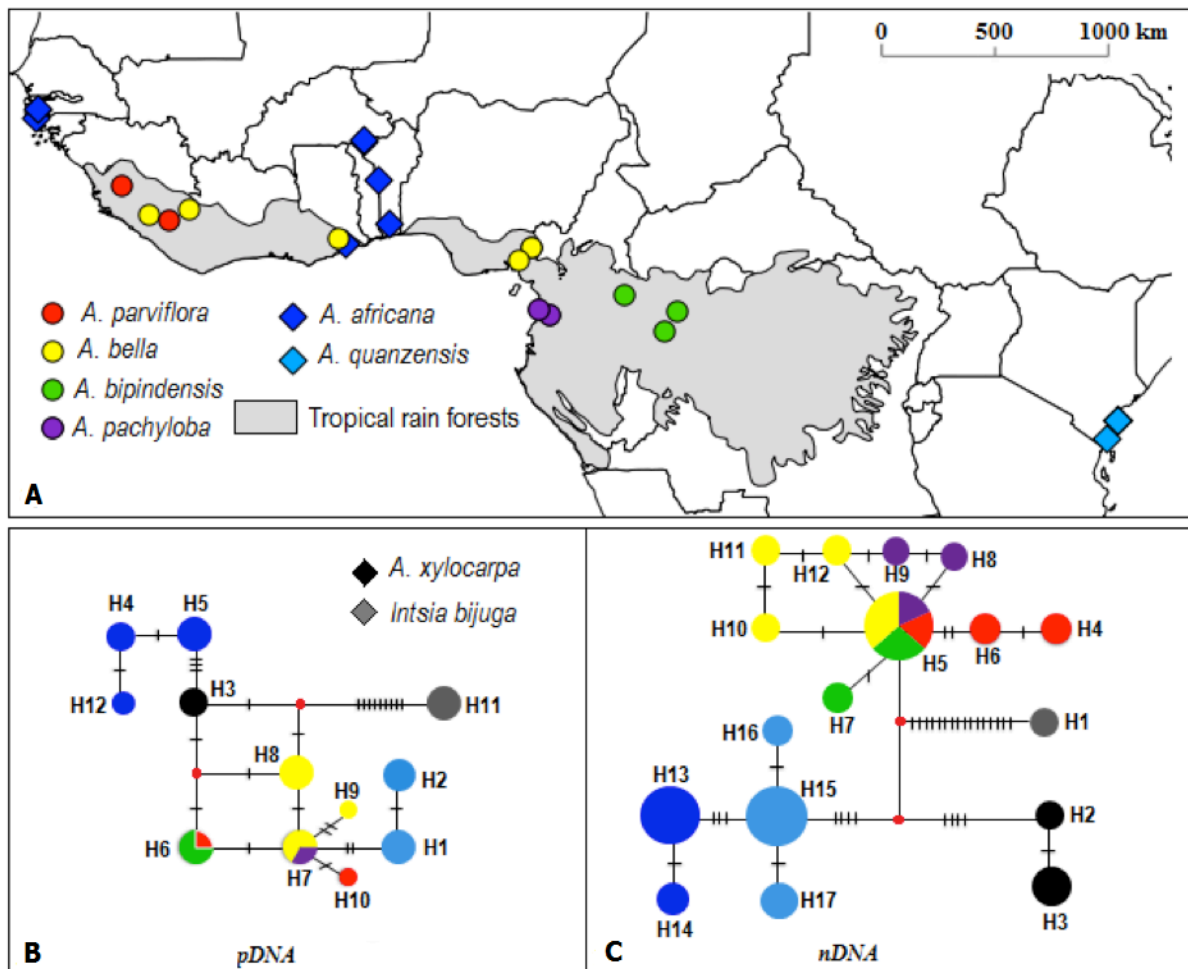 0 500 1000 km
A. parviflora
A. africana
A. bella
A. quanzensis
A. bipindensis
A. pachyloba
Tropical rain forests
A
A. xylocarpa
Intsia bijuga
H4
H5
H12
H3
H11
H8
H2
H9
H6
H7
H1
H10
B
pDNA
H11
H12
H9
H8
H10
H5
H6
H4
H7
H16
H1
H13
H15
H2
H14
H17
H3
C
nDNA